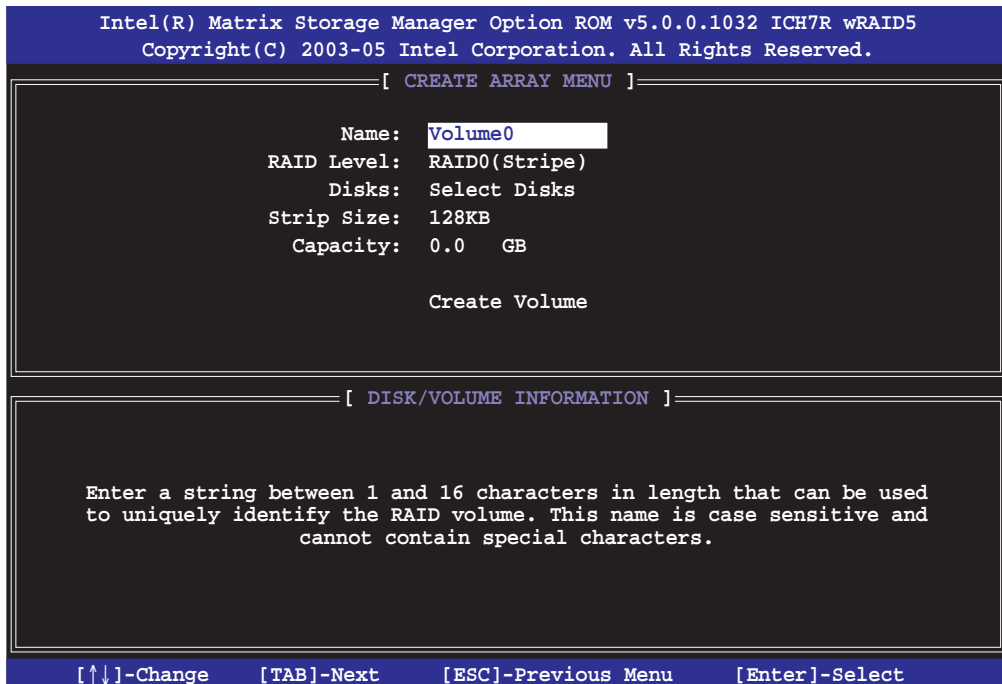 Intel(R) Matrix Storage Manager Option ROM v5.0.0.1032 ICH7R wRAID5
Copyright(C) 2003-05 Intel Corporation. All Rights Reserved.
[ CREATE ARRAY MENU ]
Name: Volume0
RAID Level: RAID0(Stripe)
Disks: Select Disks
Strip Size: 128KB
Capacity: 0.0 GB
Create Volume
[ DISK/VOLUME INFORMATION ]
Enter a string between 1 and 16 characters in length that can be used
to uniquely identify the RAID volume. This name is case sensitive and
cannot contain special characters.
[↑↓]-Change [TAB]-Next [ESC]-Previous Menu [Enter]-Select